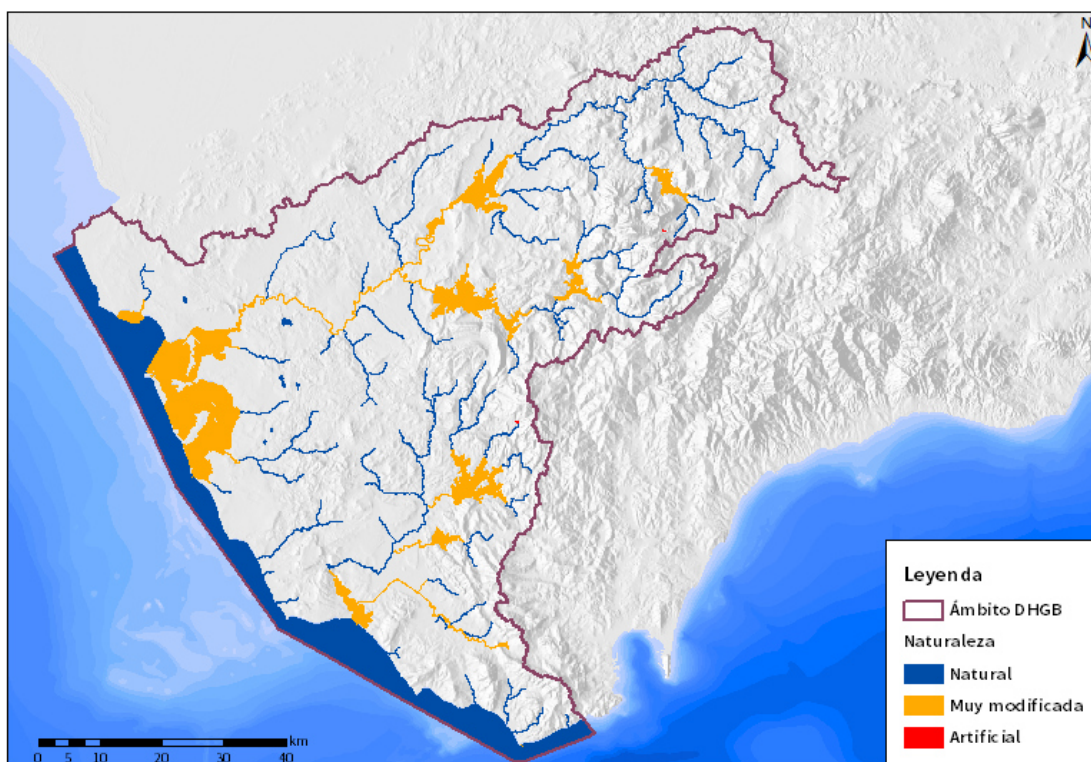 N
Leyenda
Ámbito DHGB
Naturaleza
Natural
Muy modificada
Artificial
km
0 5 10 20 30 40